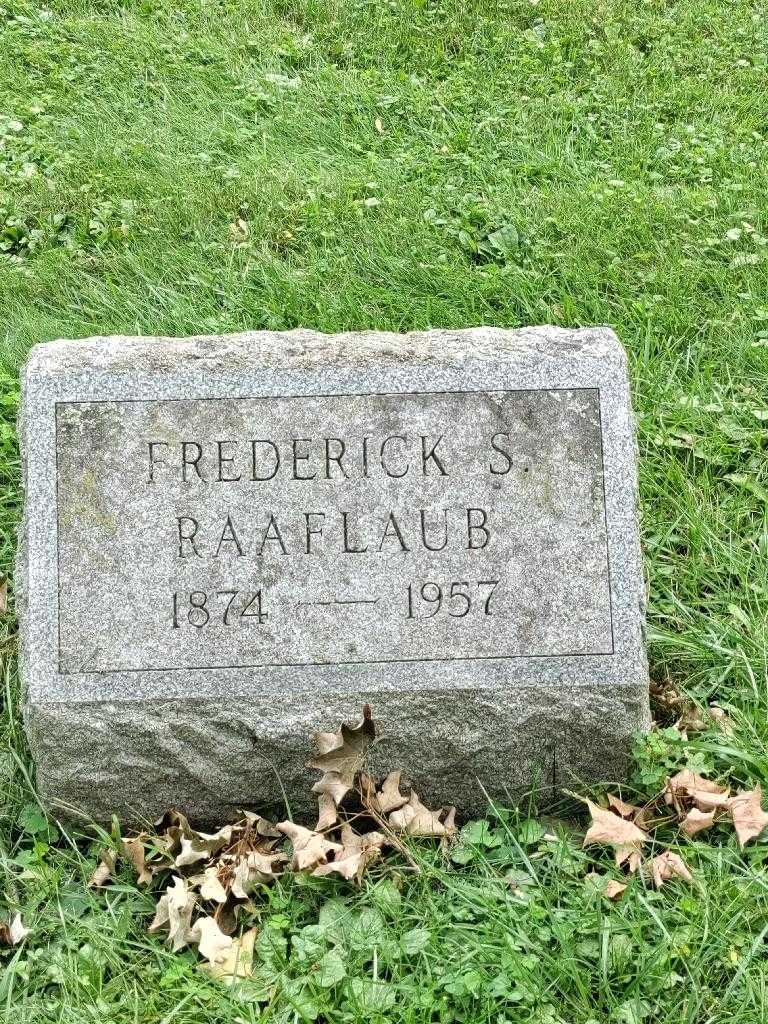 FREDERICK S.
RAAFLAUB
1874 — 1957